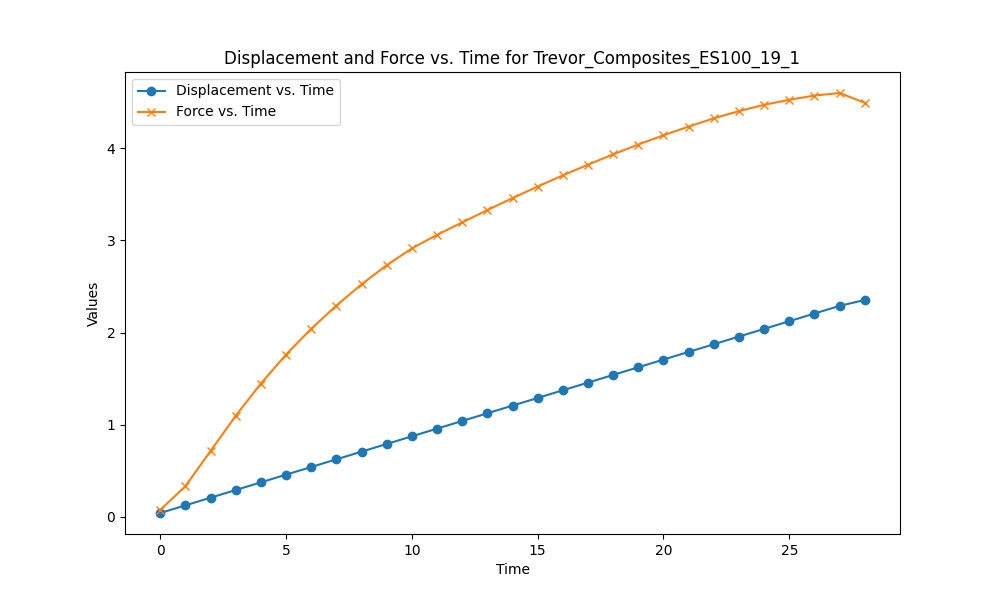 Displacement and Force vs. Time for Trevor_Composites_ES100_19_1
Displacement vs. Time
Force vs. Time
4
3
2
1
0
Values
0 5 10 15 20 25
Time